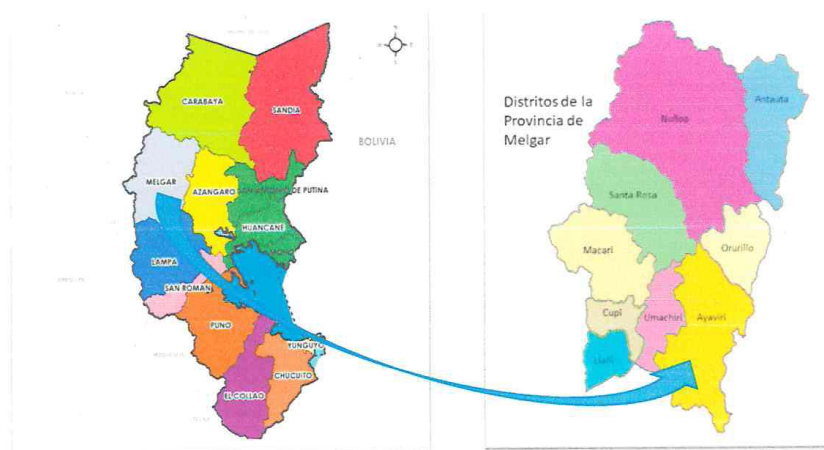 CARABAYA
SANDIA
BOLIVIA
MELGAR
AZANGARO
SAN ANTONIO DE PUTINA
HUANCANE
LAMPA
SAN ROMAN
PUNO
YUNGUYO
CHUCUITO
EL COLLAO
Distritos de la
Provincia de
Melgar
Nuñoa
Antauta
Santa Rosa
Macari
Orurillo
Cupi
Umachiri
Ayaviri
Llalli